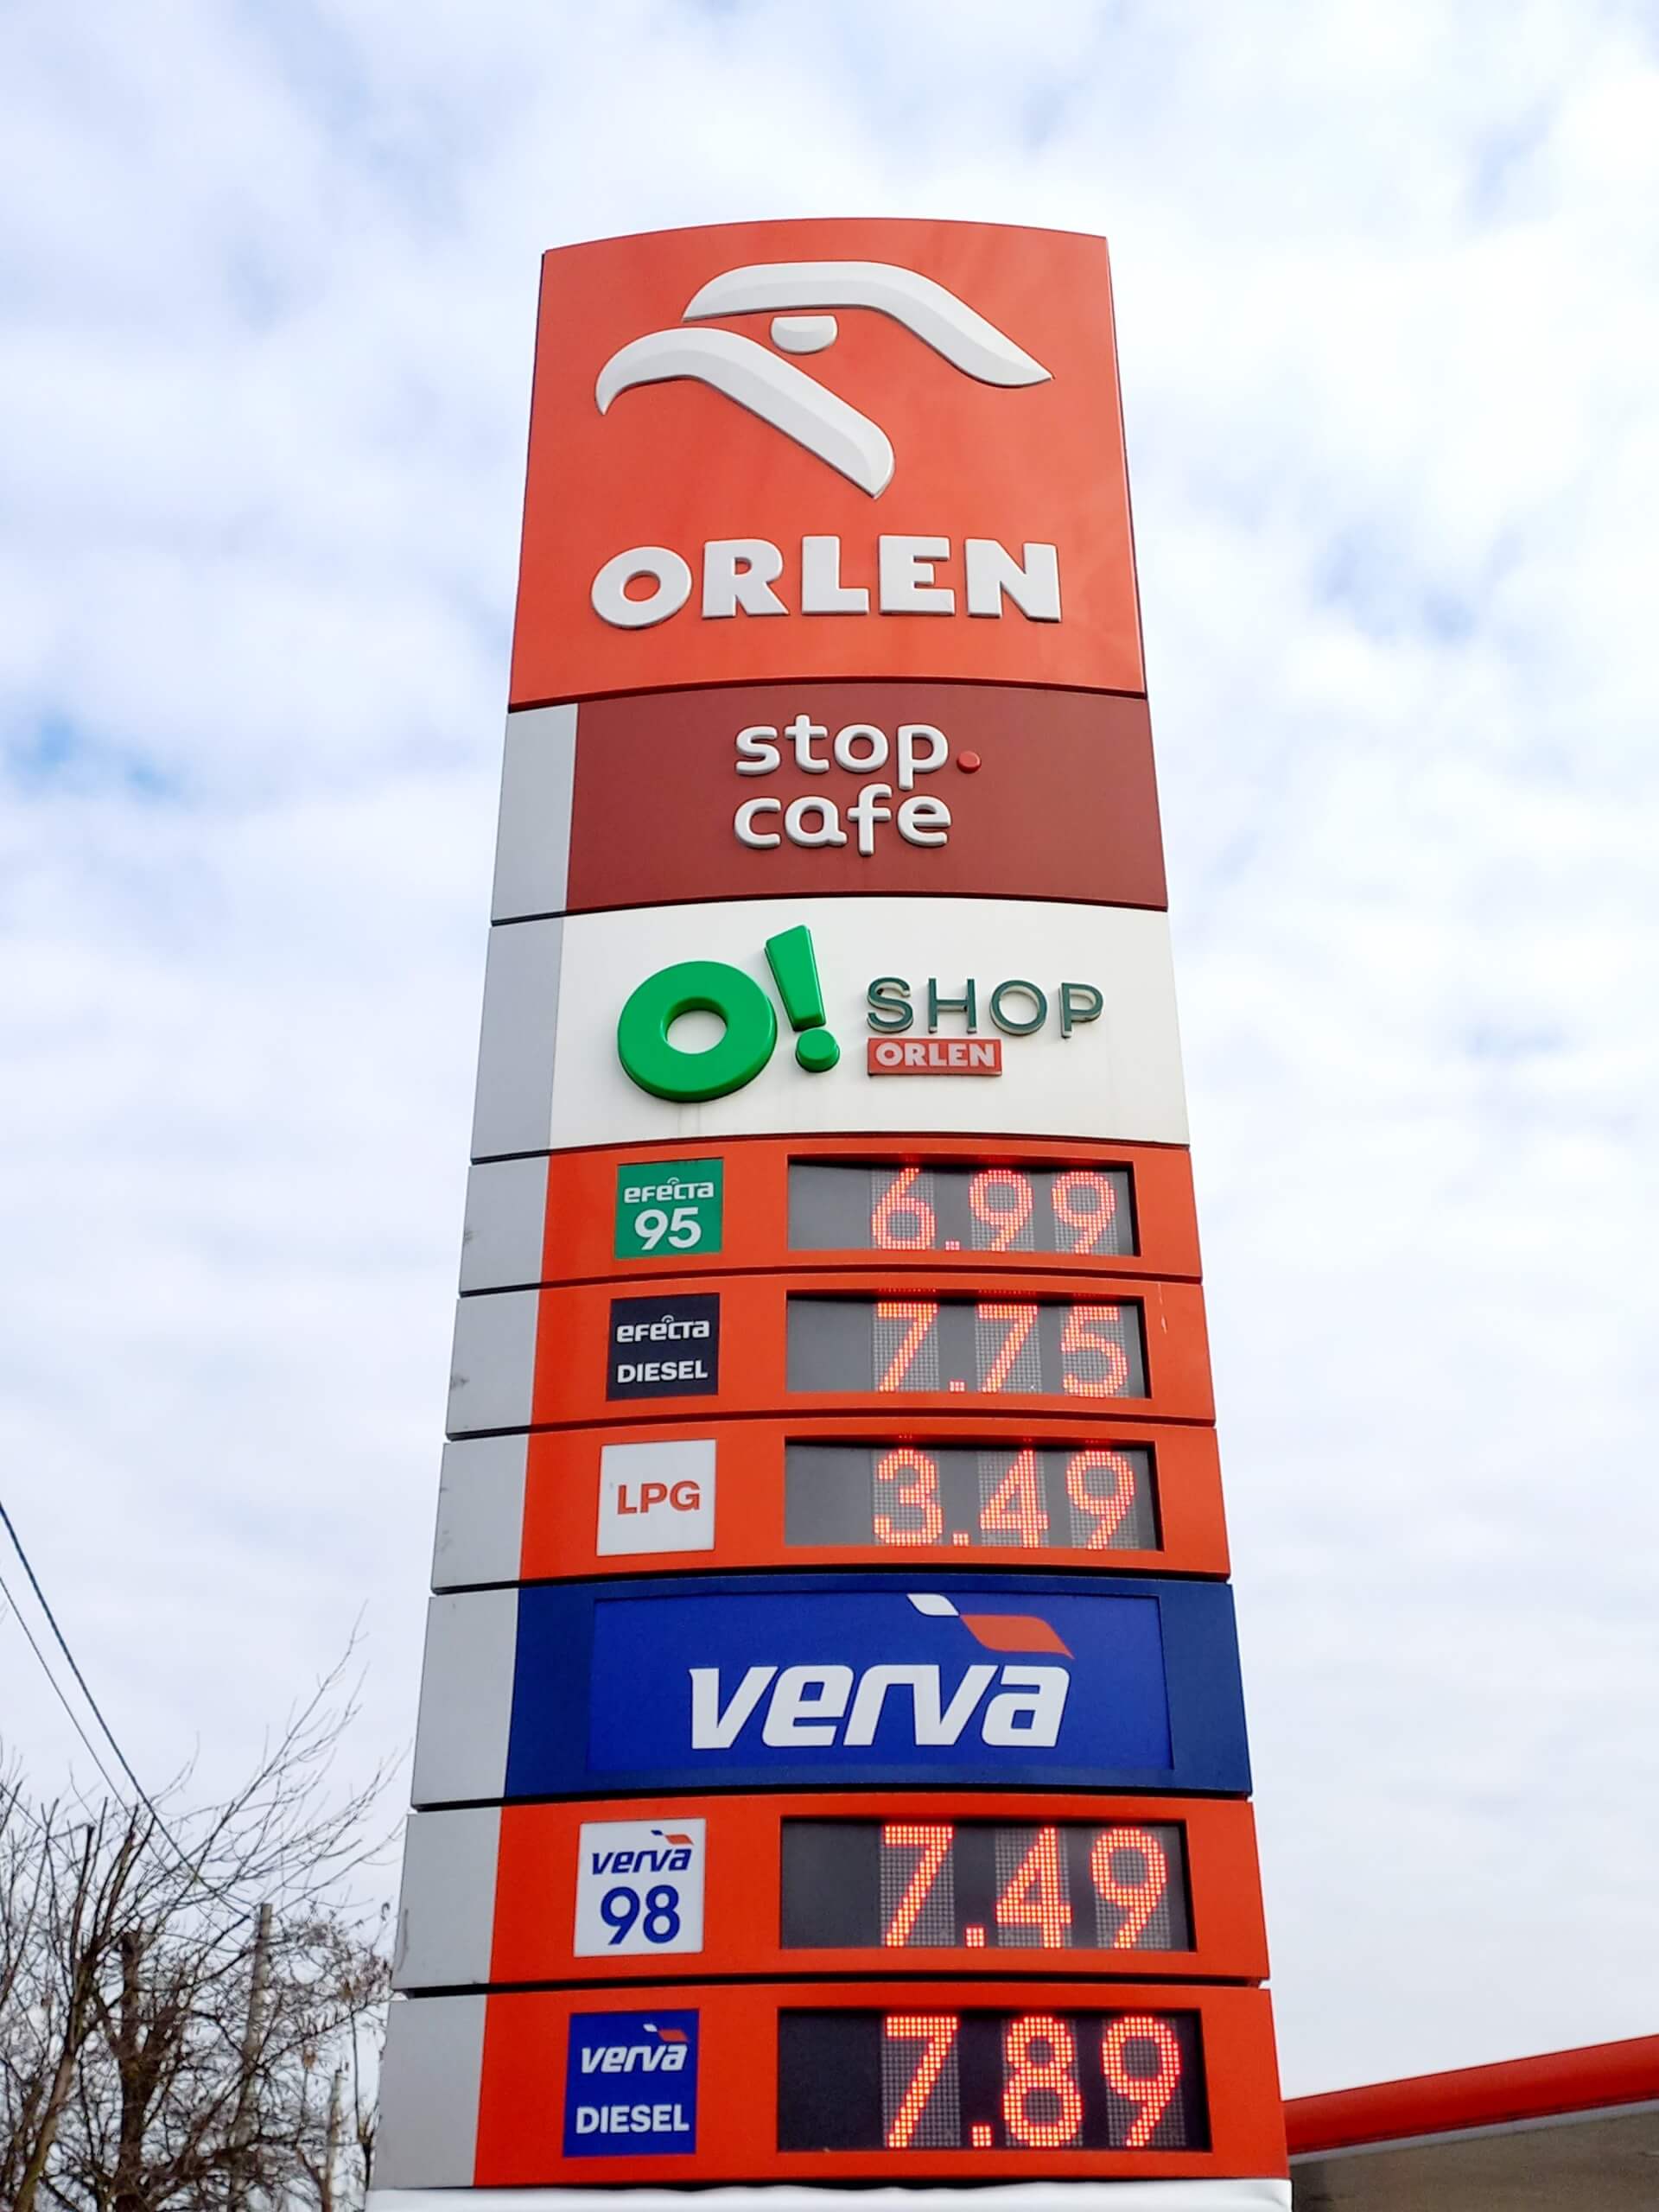 ORLEN
stop.
cafe
O! SHOP
ORLEN
efecta
95
6.99
efecta
DIESEL
7.75
LPG
3.49
verva
verva
98
7.49
verva
DIESEL
7.89